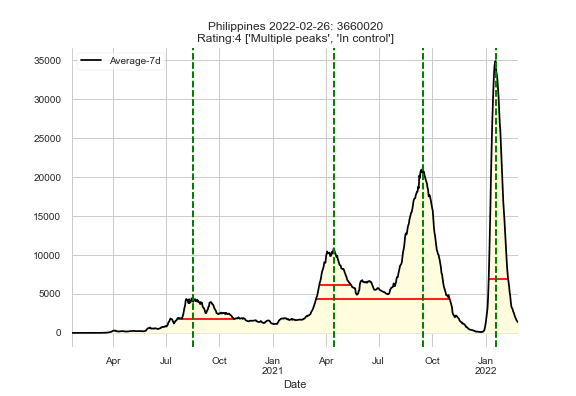 Philippines 2022-02-26: 3660020
Rating:4 ['Multiple peaks', 'In control']
Average-7d
35000
30000
25000
20000
15000
10000
5000
0
Apr Jul Oct Jan Apr Jul Oct Jan
2021 2022
Date